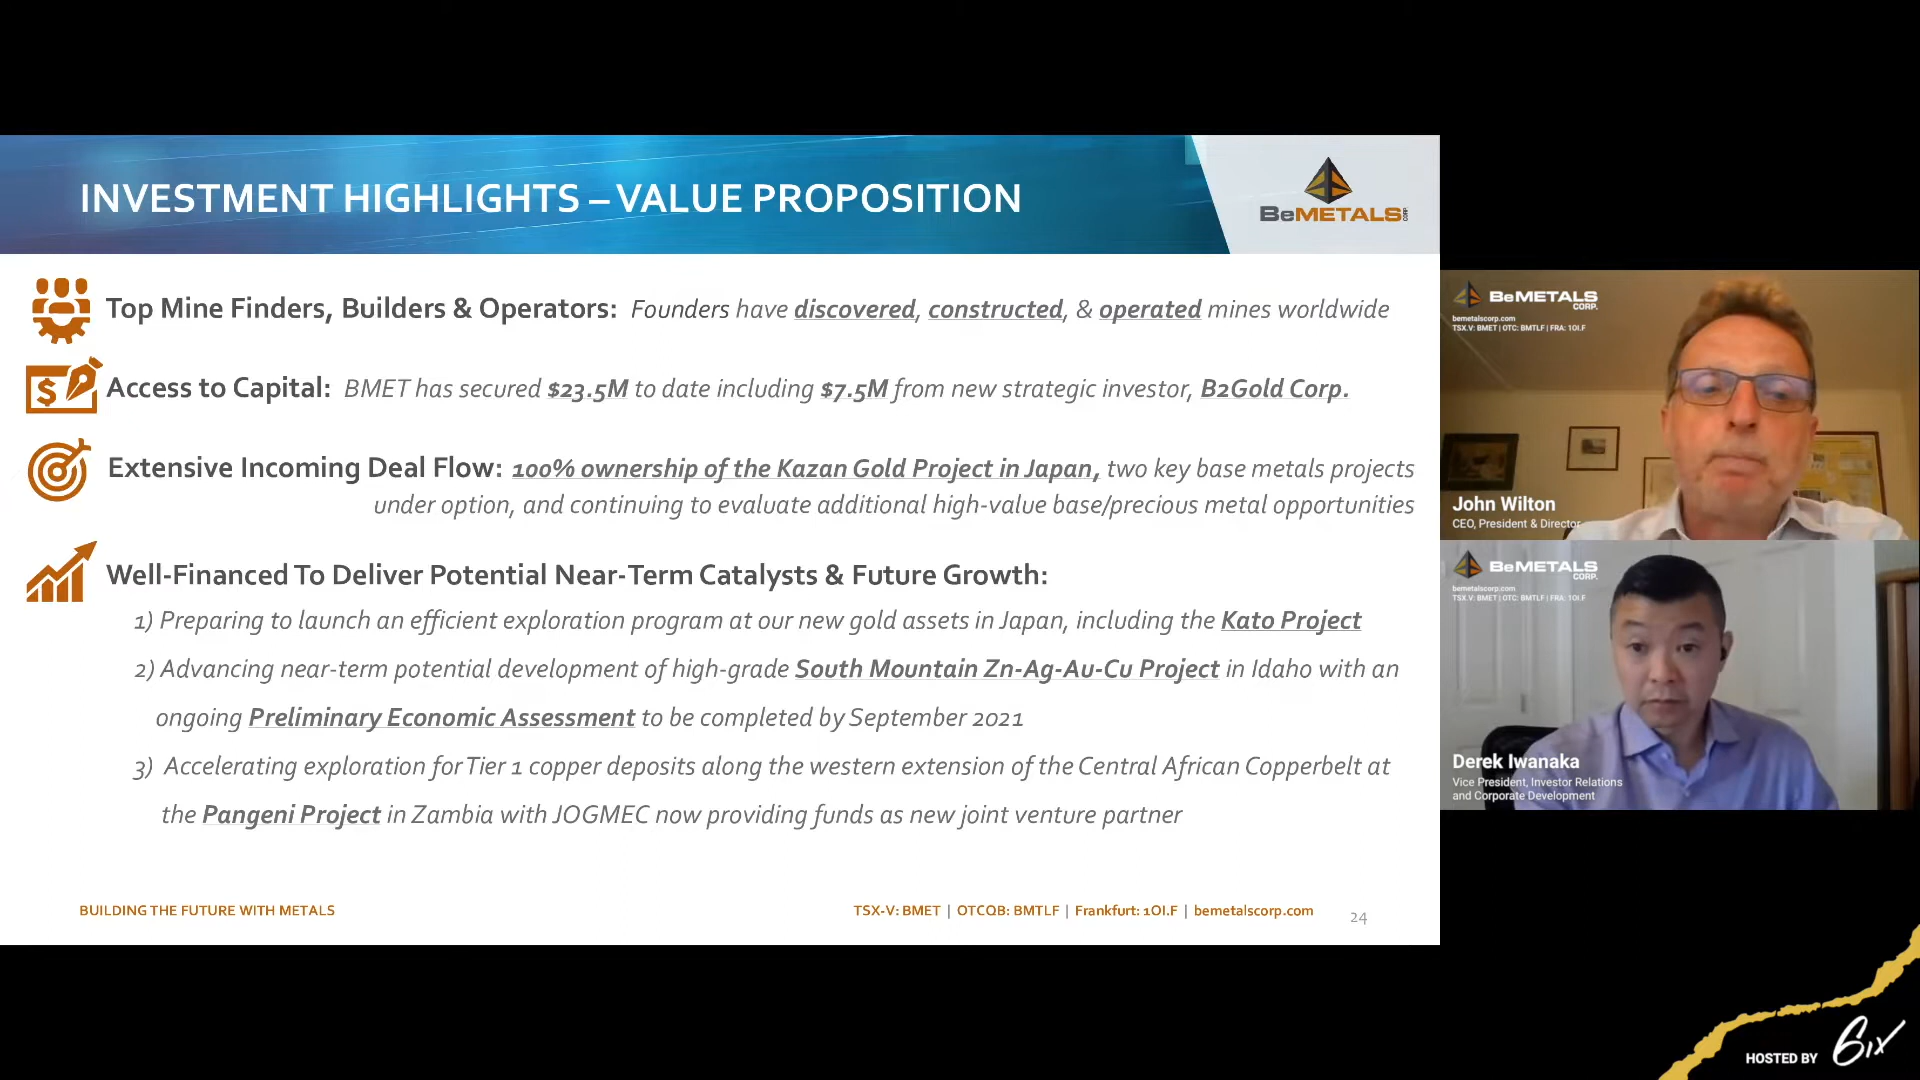 INVESTMENT HIGHLIGHTS – VALUE PROPOSITION
BeMETALS CORP.
Top Mine Finders, Builders & Operators: Founders have discovered, constructed, & operated mines worldwide
Access to Capital: BMET has secured $23.5M to date including $7.5M from new strategic investor, B2Gold Corp.
Extensive Incoming Deal Flow: 100% ownership of the Kazan Gold Project in Japan, two key base metals projects
under option, and continuing to evaluate additional high-value base/precious metal opportunities
Well-Financed To Deliver Potential Near-Term Catalysts & Future Growth:
1) Preparing to launch an efficient exploration program at our new gold assets in Japan, including the Kato Project
2) Advancing near-term potential development of high-grade South Mountain Zn-Ag-Au-Cu Project in Idaho with an
ongoing Preliminary Economic Assessment to be completed by September 2021
3) Accelerating exploration for Tier 1 copper deposits along the western extension of the Central African Copperbelt at
the Pangeni Project in Zambia with JOGMEC now providing funds as new joint venture partner
BUILDING THE FUTURE WITH METALS
TSX-V: BMET | OTCQB: BMTLF | Frankfurt: 1OI.F | bemetalscorp.com
24
BeMETALS
CORP.
bemetalscorp.com
TSX.V: BMET | OTC: BMTLF | FRA: 1OI.F
John Wilton
CEO, President & Director
BeMETALS
CORP.
bemetalscorp.com
TSX.V: BMET | OTC: BMTLF | FRA: 1OI.F
Derek Iwanaka
Vice President, Investor Relations
and Corporate Development
HOSTED BY 6ix